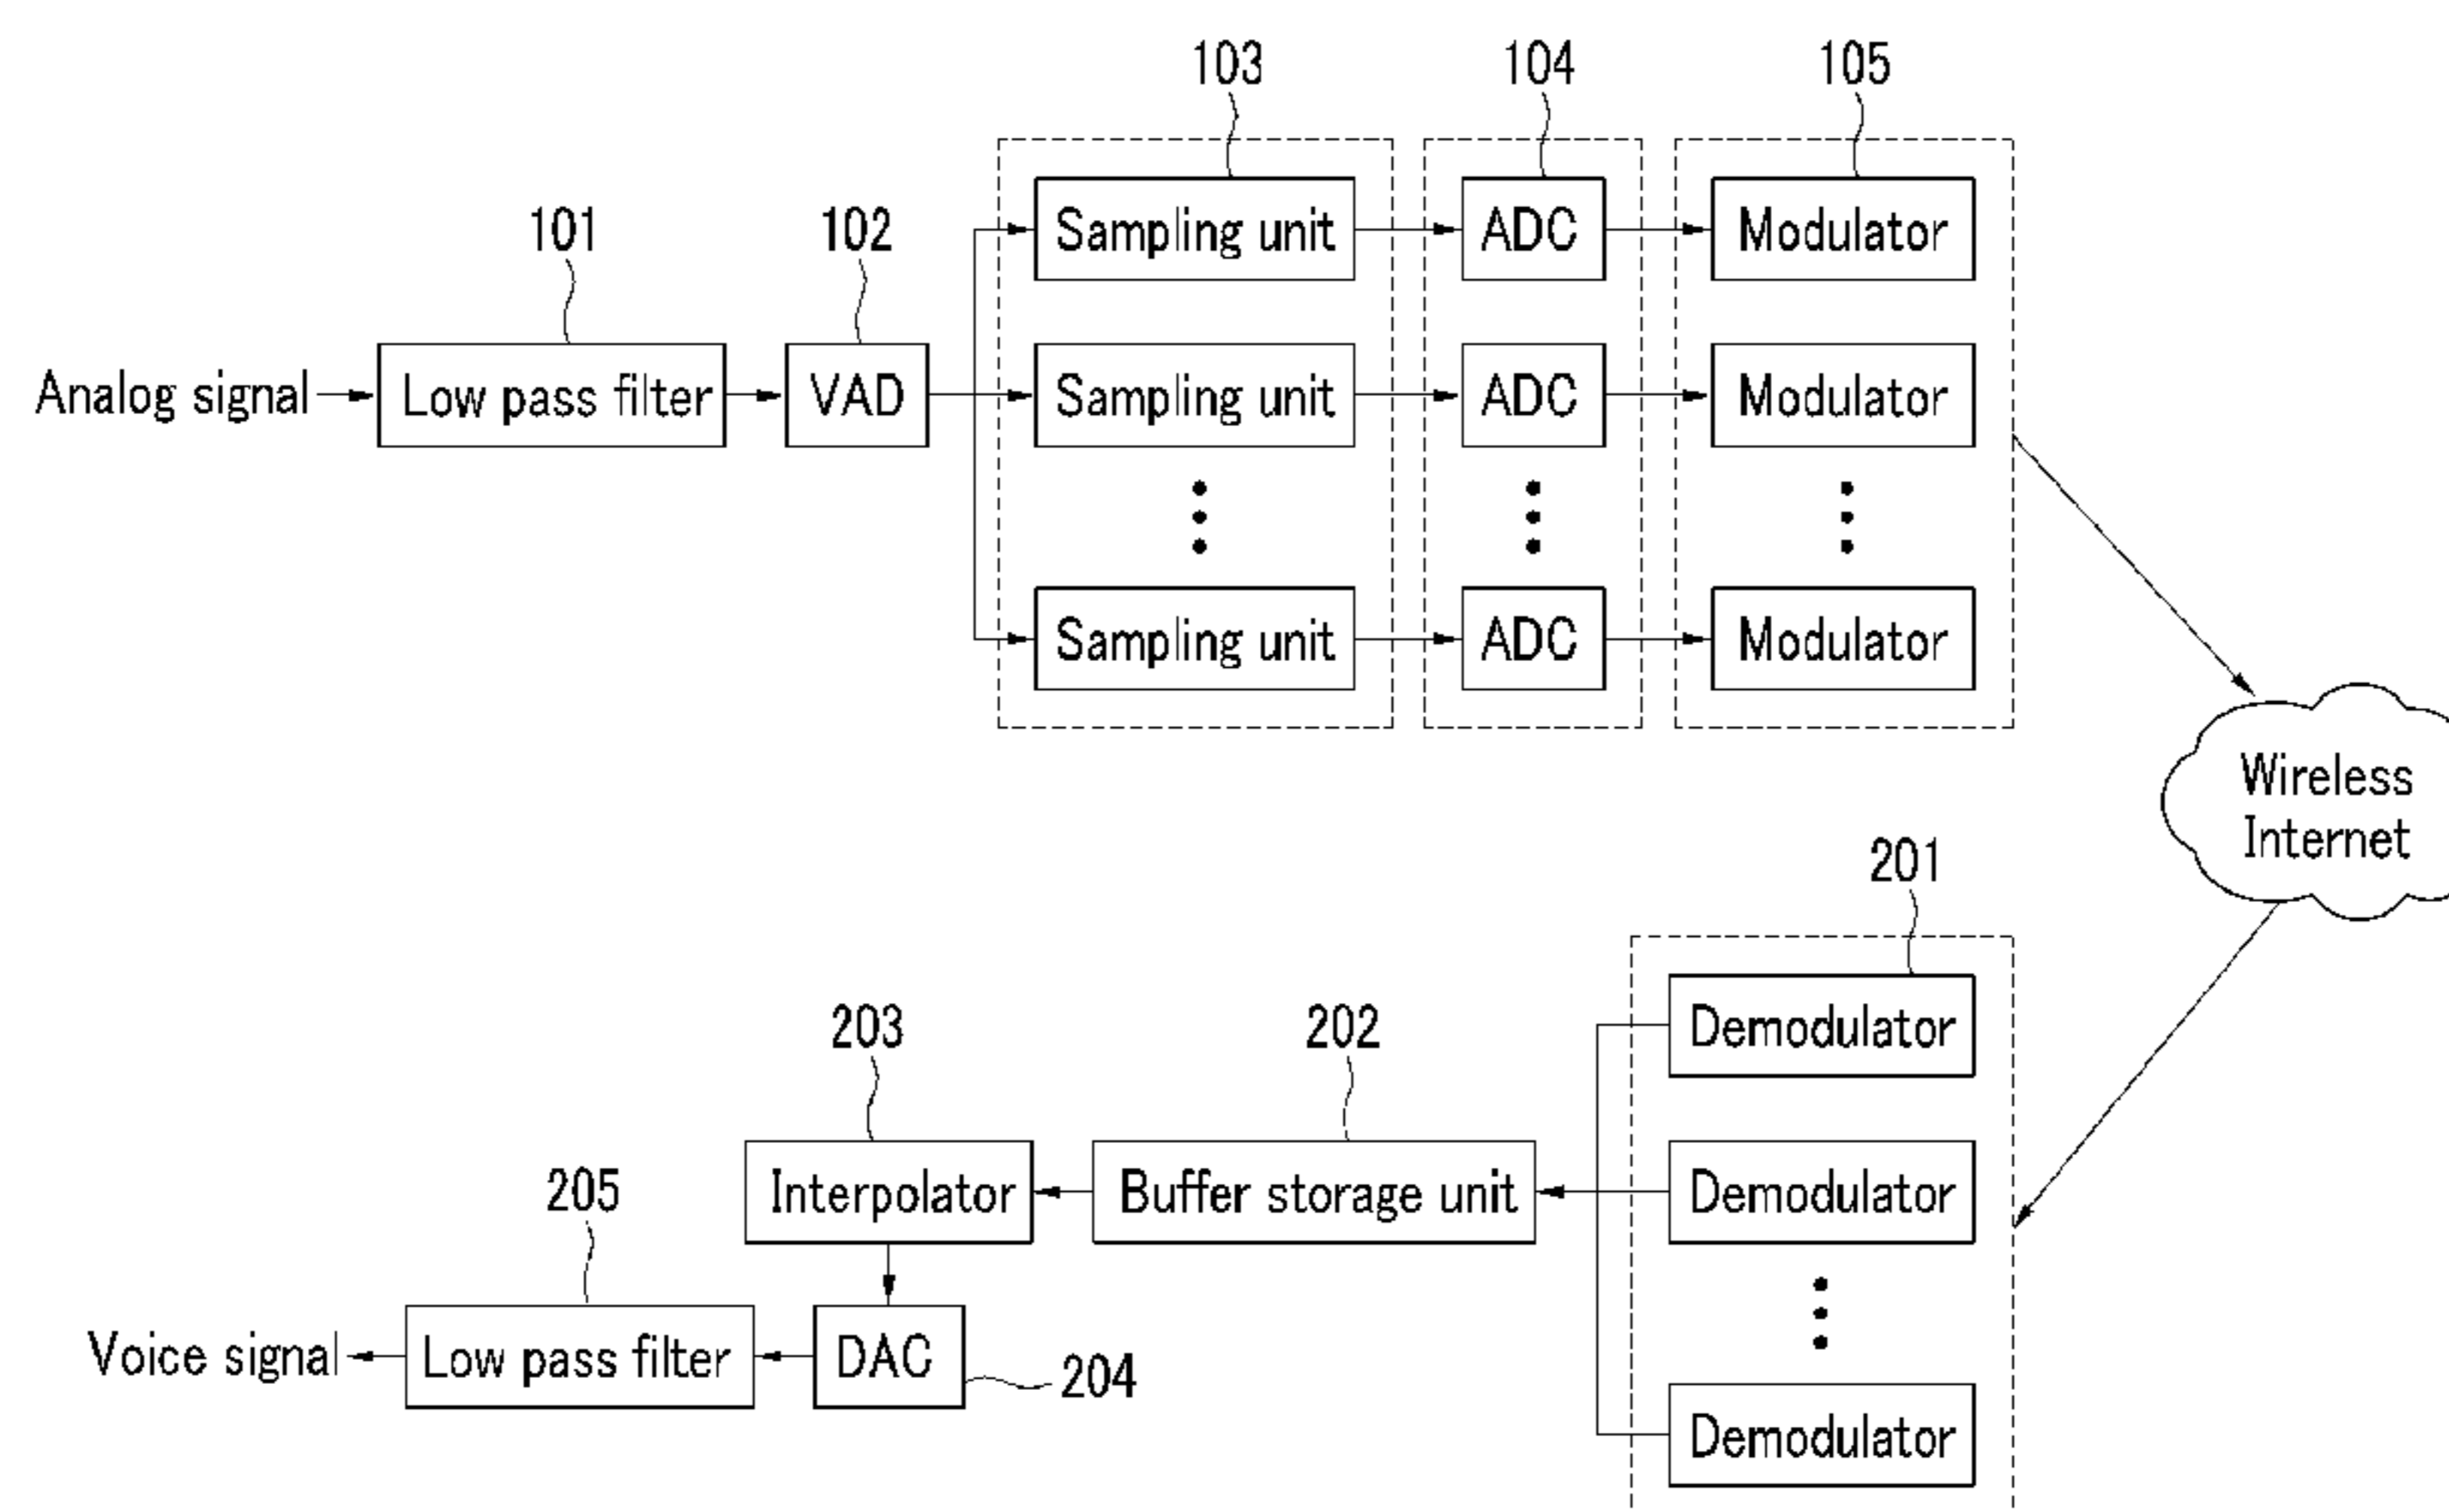 103 104 105
101 102
Sampling unit ADC Modulator
Analog signal Low pass filter VAD Sampling unit ADC Modulator
Sampling unit ADC Modulator
Wireless
Internet
201
Demodulator
203 202
205 Interpolator Buffer storage unit Demodulator
Voice signal Low pass filter DAC 204
Demodulator